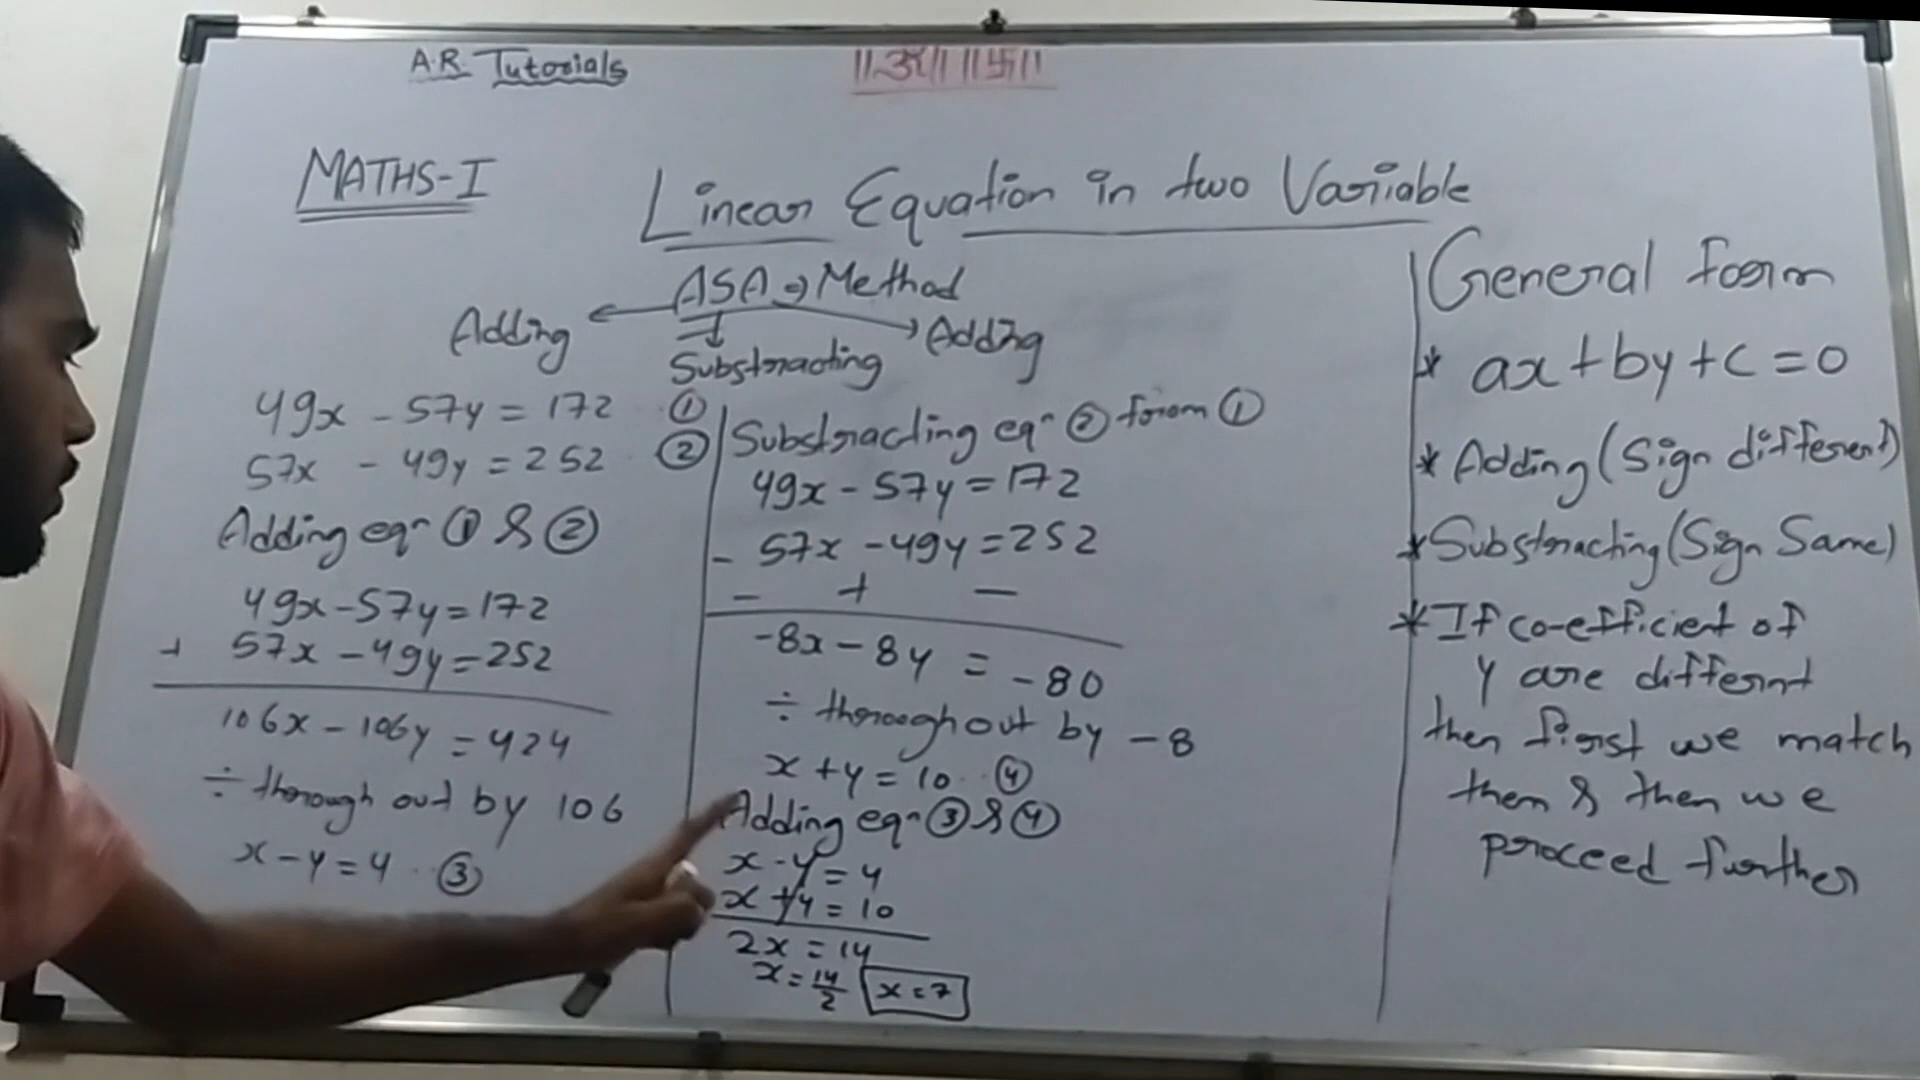 A.R. Tutorials
||ॐ|| ||卐||
MATHS-I
Linear Equation in two Variable
ASA → Method
Adding
Substracting
Adding
49x - 57y = 172 ①
57x - 49y = 252 ②
Adding eqn ① & ②
49x - 57y = 172
+ 57x - 49y = 252
106x - 106y = 424
÷ through out by 106
x - y = 4 ③
Substracting eqn ② from ①
49x - 57y = 172
- 57x - 49y = 252
- + -
-8x - 8y = -80
÷ throughout by -8
x + y = 10 ④
Adding eqn ③ & ④
x - y = 4
x + y = 10
2x = 14
x = 14/2 x = 7
General form
* ax + by + c = 0
* Adding (Sign different)
* Substracting (Sign Same)
* If co-efficient of
y are differnt
then first we match
them & then we
proceed further